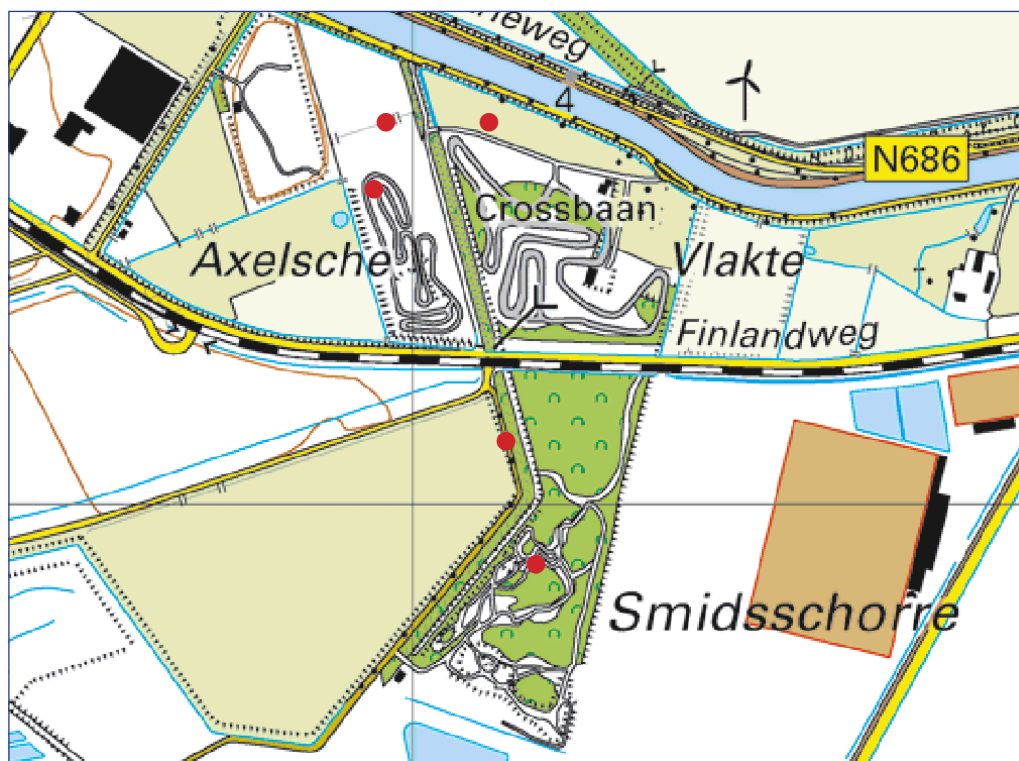 4
N686
Crossbaan
Axelsche
Vlakte
Finlandweg
Smidsschorre